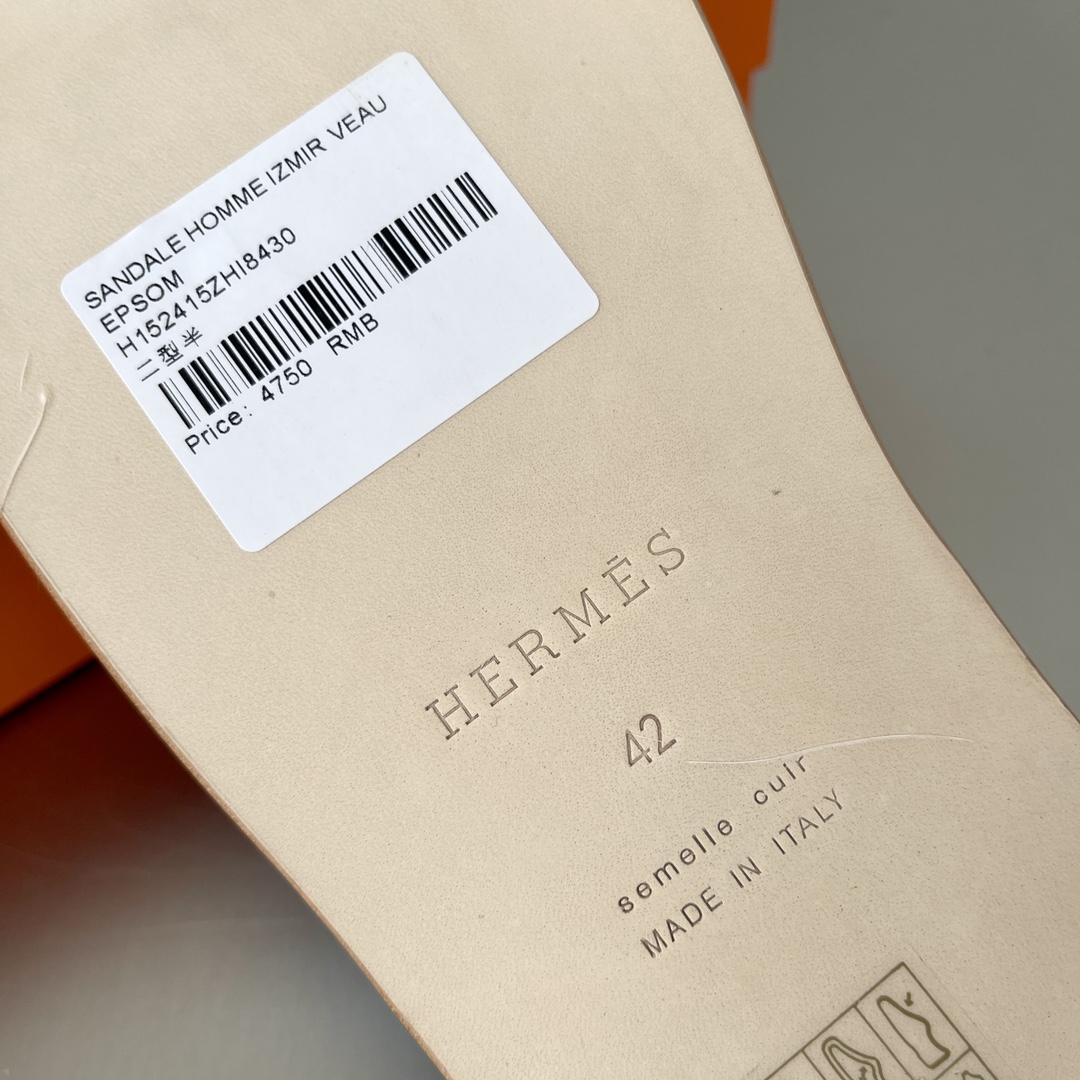 SANDALE HOMME IZMIR VEAU
EPSOM
H152415ZHI8430
二型半
Price: 4750 RMB
HERMÈS
42
semelle cuir
MADE IN ITALY